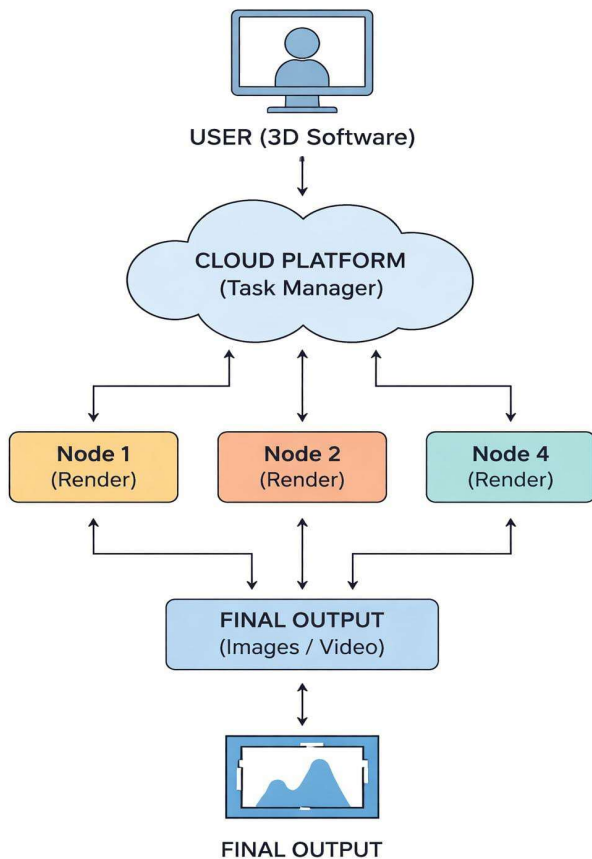 USER (3D Software)
CLOUD PLATFORM
(Task Manager)
Node 1
(Render)
Node 2
(Render)
Node 4
(Render)
FINAL OUTPUT
(Images / Video)
FINAL OUTPUT